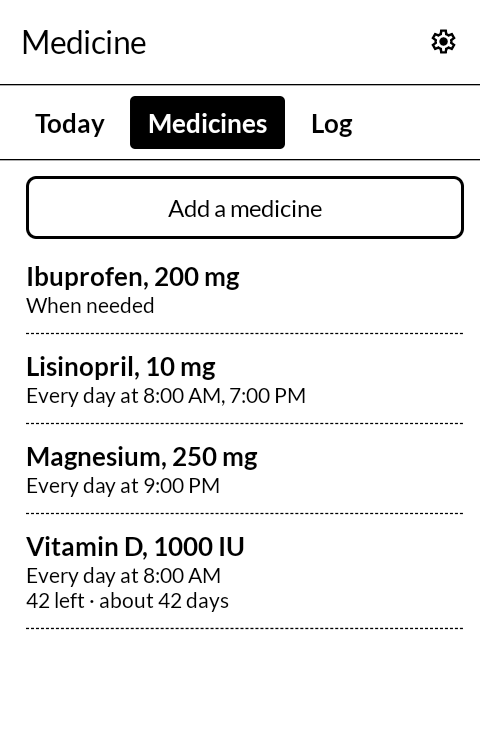 Medicine
Today
Medicines
Log
Add a medicine
Ibuprofen, 200 mg
When needed
Lisinopril, 10 mg
Every day at 8:00 AM, 7:00 PM
Magnesium, 250 mg
Every day at 9:00 PM
Vitamin D, 1000 IU
Every day at 8:00 AM
42 left · about 42 days